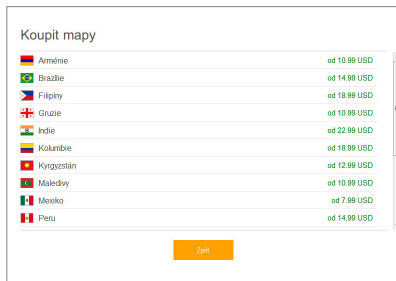 Koupit mapy
Arménie od 10.99 USD
Brazílie od 14.99 USD
Filipíny od 18.99 USD
Gruzie od 10.99 USD
Indie od 22.99 USD
Kolumbie od 18.99 USD
Kyrgyzstán od 12.99 USD
Maledivy od 10.99 USD
Mexiko od 7.99 USD
Peru od 14.99 USD
Zpět